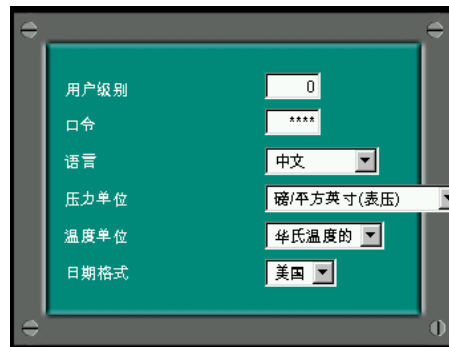 用户级别 0
口令 ****
语言 中文
压力单位 磅/平方英寸(表压)
温度单位 华氏温度的
日期格式 美国